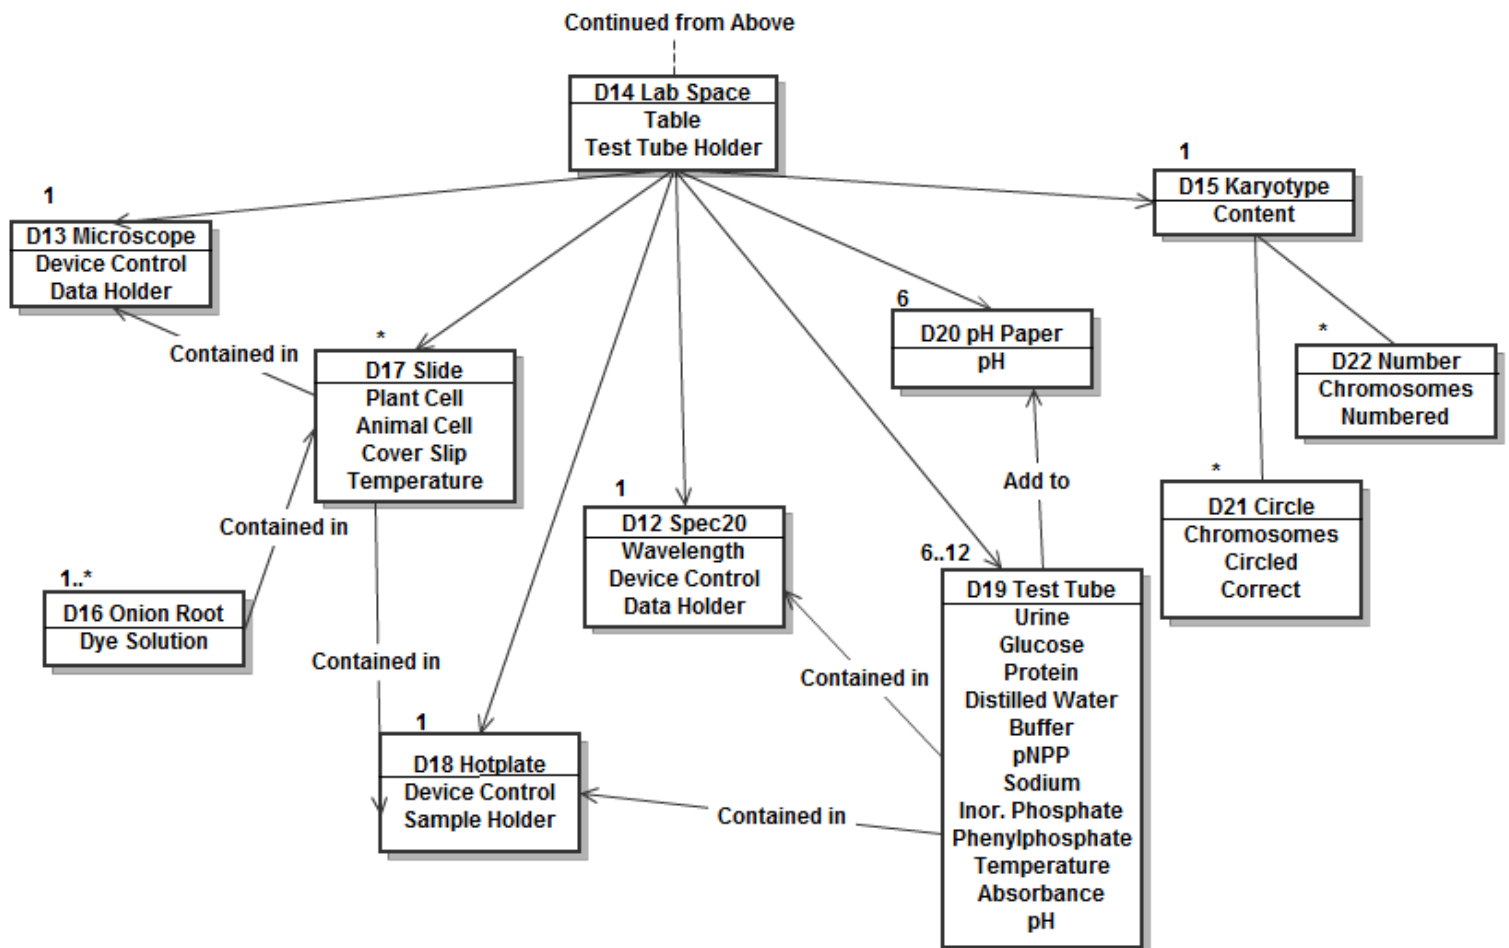 Continued from Above
D14 Lab Space
Table
Test Tube Holder
1
D13 Microscope
Device Control
Data Holder
1
D15 Karyotype
Content
Contained in
*
D17 Slide
Plant Cell
Animal Cell
Cover Slip
Temperature
6
D20 pH Paper
pH
*
D22 Number
Chromosomes
Numbered
Contained in
1
D12 Spec20
Wavelength
Device Control
Data Holder
Add to
*
D21 Circle
Chromosomes
Circled
Correct
1..*
D16 Onion Root
Dye Solution
Contained in
6..12
D19 Test Tube
Urine
Glucose
Protein
Distilled Water
Buffer
pNPP
Sodium
Inor. Phosphate
Phenylphosphate
Temperature
Absorbance
pH
Contained in
1
D18 Hotplate
Device Control
Sample Holder
Contained in